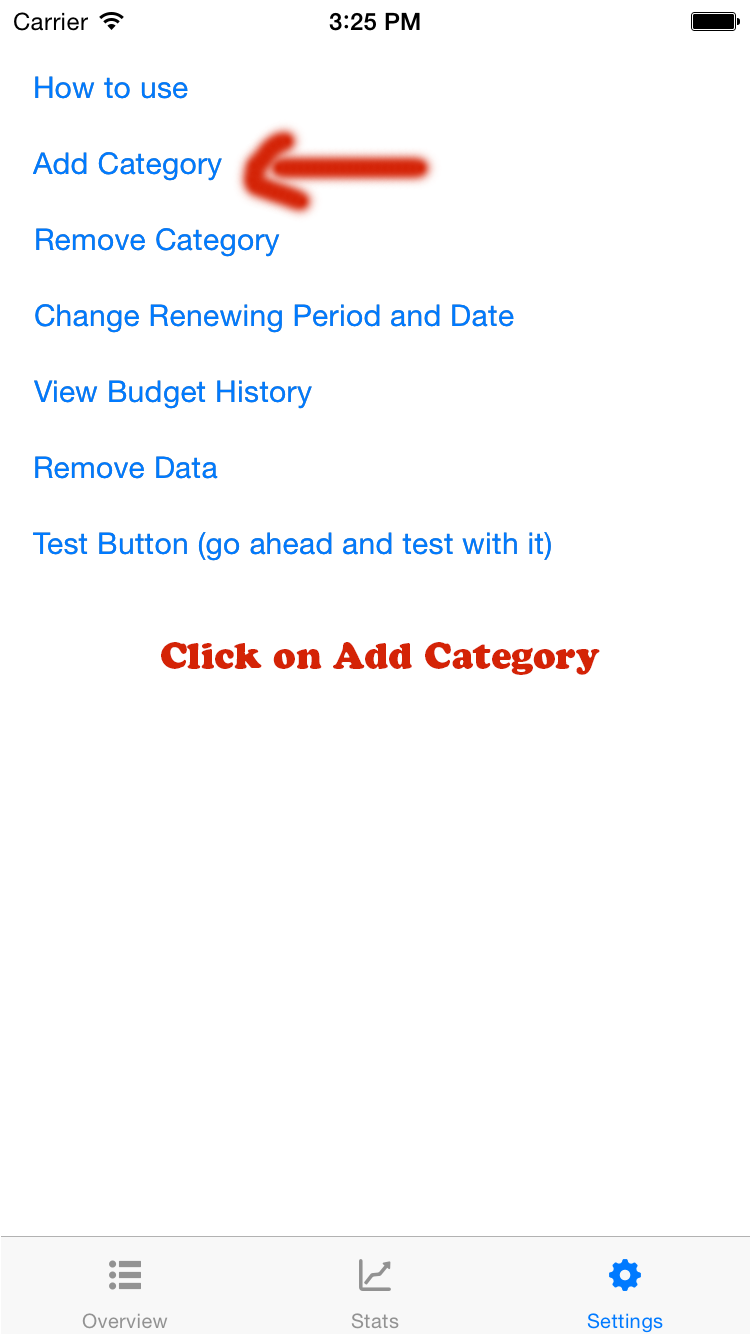 Carrier 3:25 PM
How to use
Add Category
Remove Category
Change Renewing Period and Date
View Budget History
Remove Data
Test Button (go ahead and test with it)
Click on Add Category
Overview Stats Settings